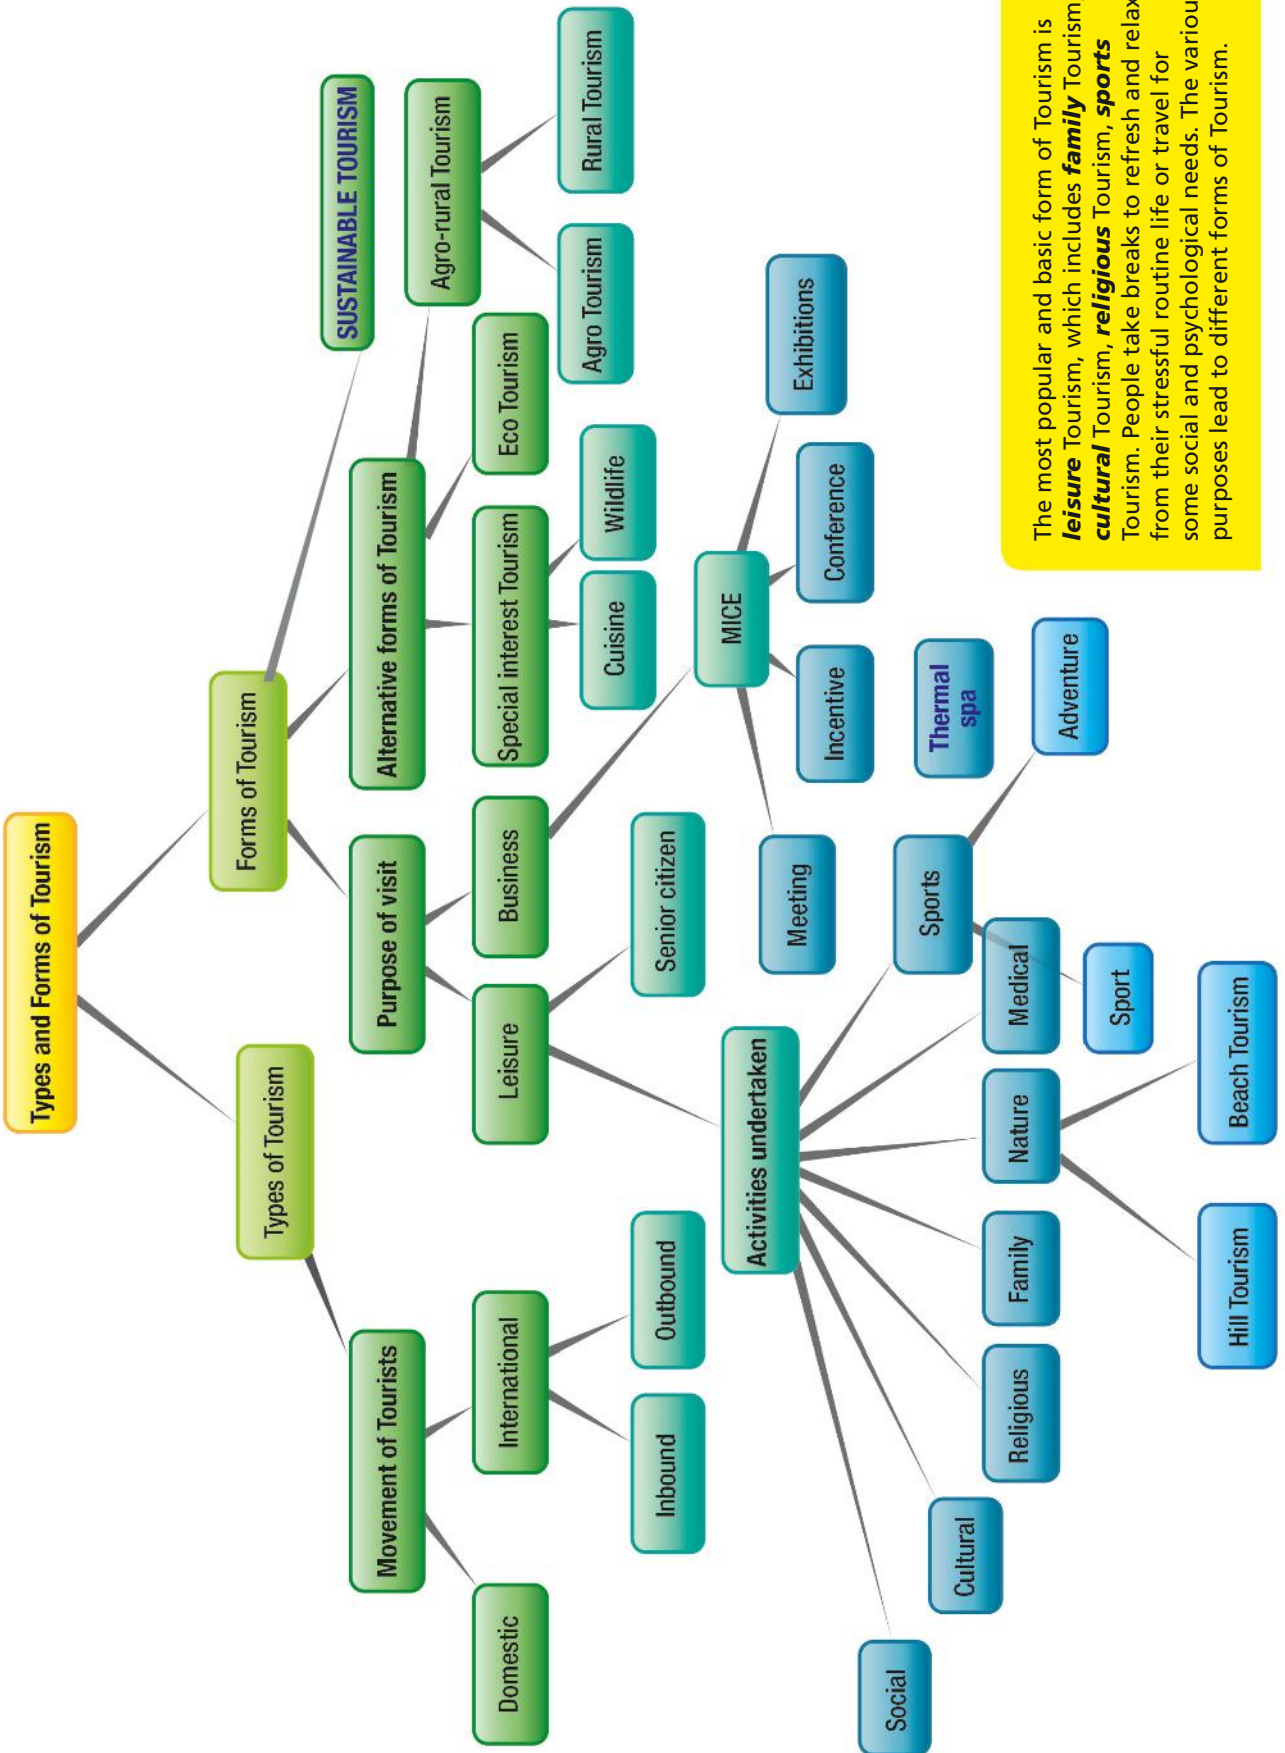 Types and Forms of Tourism
Types of Tourism
Forms of Tourism
SUSTAINABLE TOURISM
Movement of Tourists
Purpose of visit
Alternative forms of Tourism
Agro-rural Tourism
Domestic
International
Leisure
Business
Special interest Tourism
Eco Tourism
Agro Tourism
Rural Tourism
Inbound
Outbound
Senior citizen
Cuisine
Wildlife
Activities undertaken
MICE
Meeting
Incentive
Conference
Exhibitions
Social
Cultural
Religious
Family
Nature
Medical
Sports
Thermal
spa
Sport
Adventure
Hill Tourism
Beach Tourism
The most popular and basic form of Tourism is
leisure Tourism, which includes family Tourism,
cultural Tourism, religious Tourism, sports
Tourism. People take breaks to refresh and relax
from their stressful routine life or travel for
some social and psychological needs. The variou
purposes lead to different forms of Tourism.